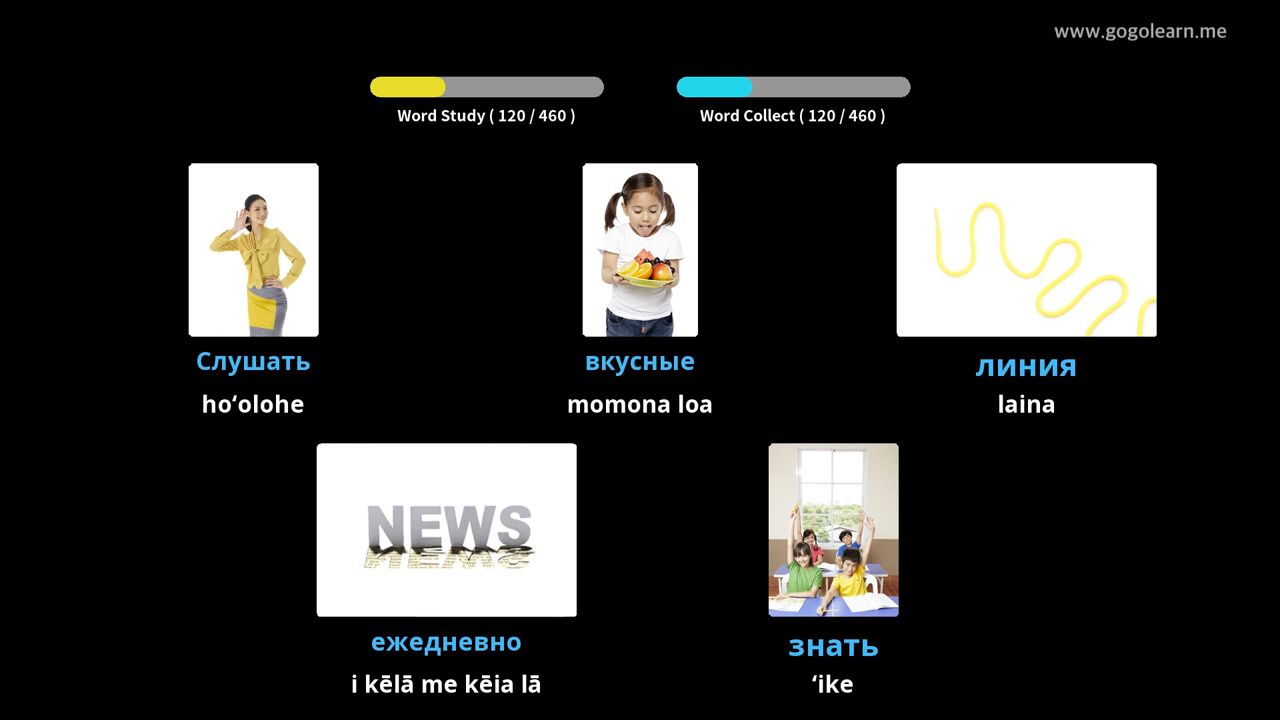 www.gogolearn.me
Word Study ( 120 / 460 )
Word Collect ( 120 / 460 )
Слушать
hoʻolohe
вкусные
momona loa
линия
laina
NEWS
ежедневно
i kēlā me kēia lā
знать
ʻike